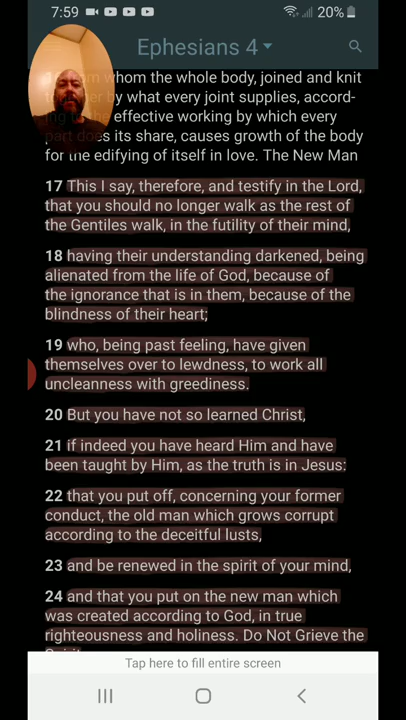 7:59 20%
Ephesians 4
whom the whole body, joined and knit
by what every joint supplies, accord-
effective working by which every
part does its share, causes growth of the body
for the edifying of itself in love. The New Man
17 This I say, therefore, and testify in the Lord,
that you should no longer walk as the rest of
the Gentiles walk, in the futility of their mind,
18 having their understanding darkened, being
alienated from the life of God, because of
the ignorance that is in them, because of the
blindness of their heart;
19 who, being past feeling, have given
themselves over to lewdness, to work all
uncleanness with greediness.
20 But you have not so learned Christ,
21 if indeed you have heard Him and have
been taught by Him, as the truth is in Jesus:
22 that you put off, concerning your former
conduct, the old man which grows corrupt
according to the deceitful lusts,
23 and be renewed in the spirit of your mind,
24 and that you put on the new man which
was created according to God, in true
righteousness and holiness. Do Not Grieve the
Tap here to fill entire screen